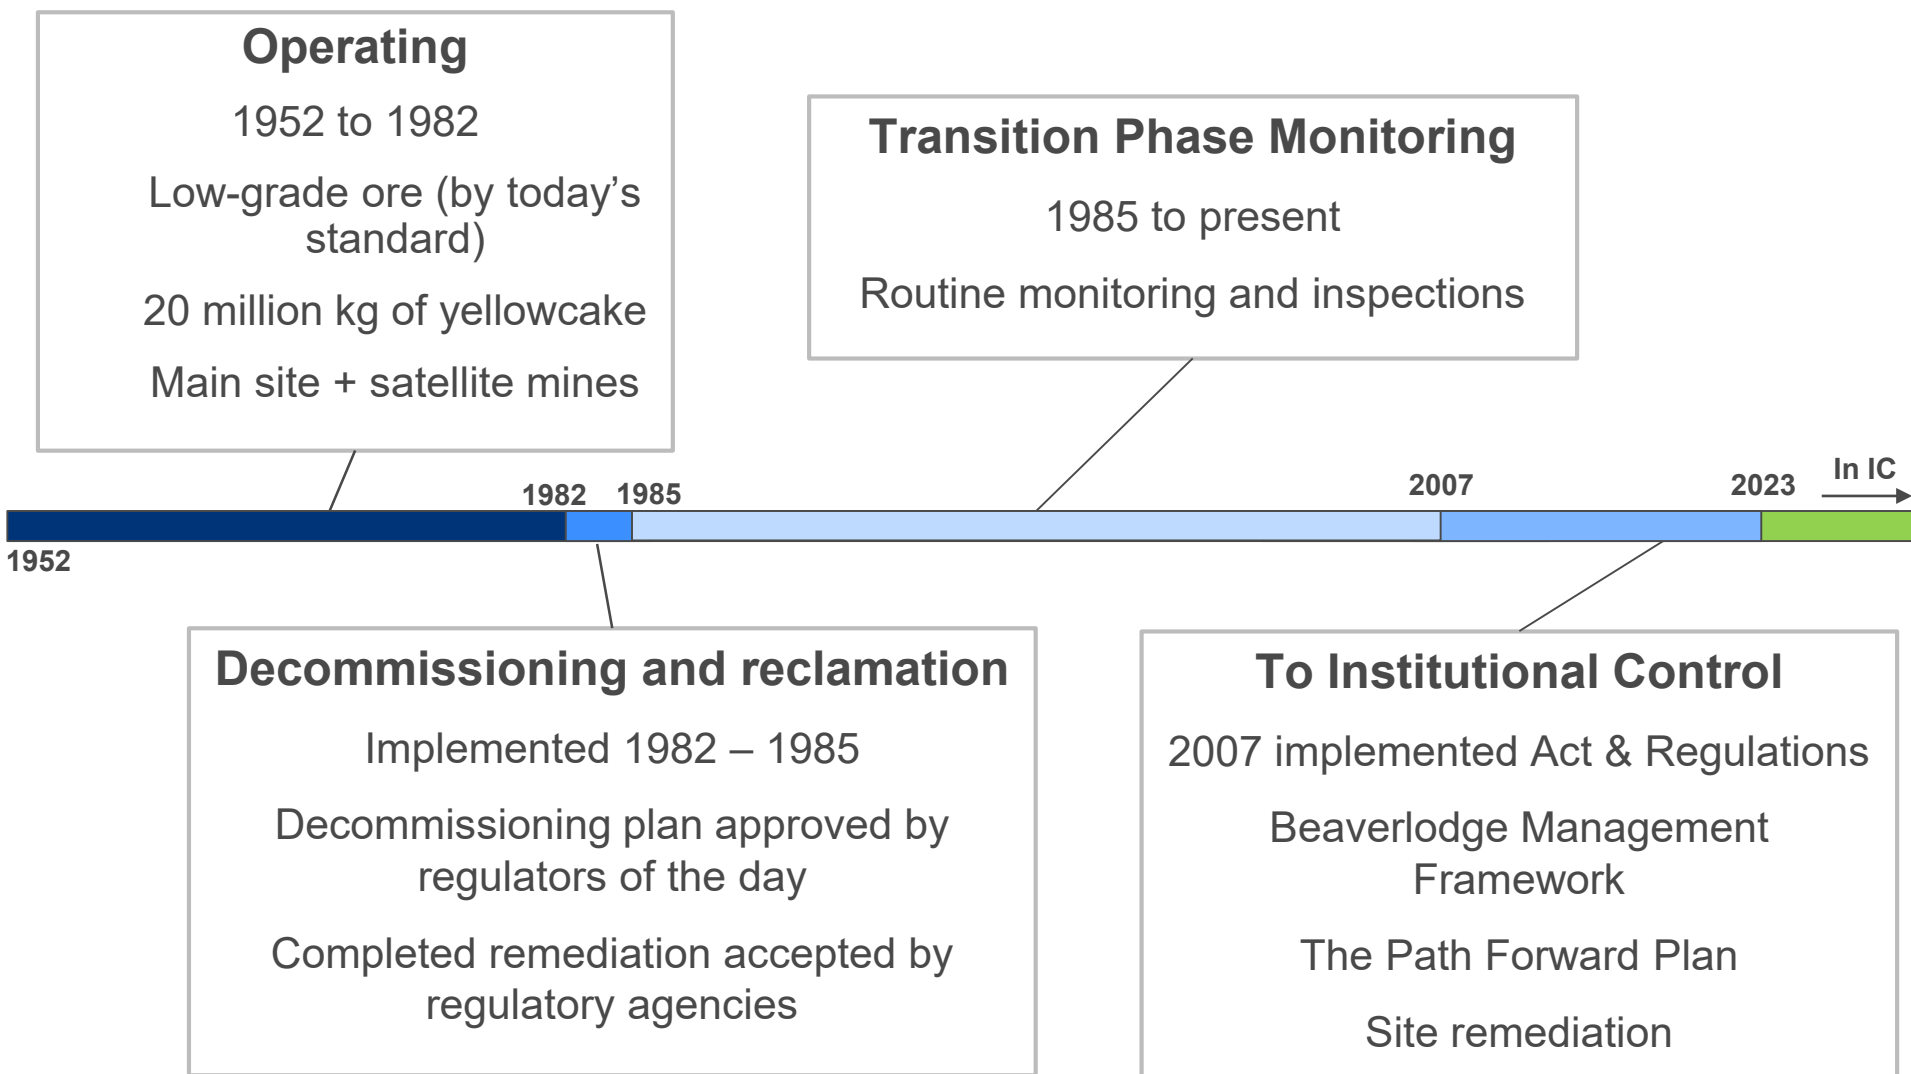 Operating
1952 to 1982
Low-grade ore (by today’s
standard)
20 million kg of yellowcake
Main site + satellite mines
Transition Phase Monitoring
1985 to present
Routine monitoring and inspections
1952
1982
1985
2007
2023
In IC
Decommissioning and reclamation
Implemented 1982 – 1985
Decommissioning plan approved by
regulators of the day
Completed remediation accepted by
regulatory agencies
To Institutional Control
2007 implemented Act & Regulations
Beaverlodge Management
Framework
The Path Forward Plan
Site remediation